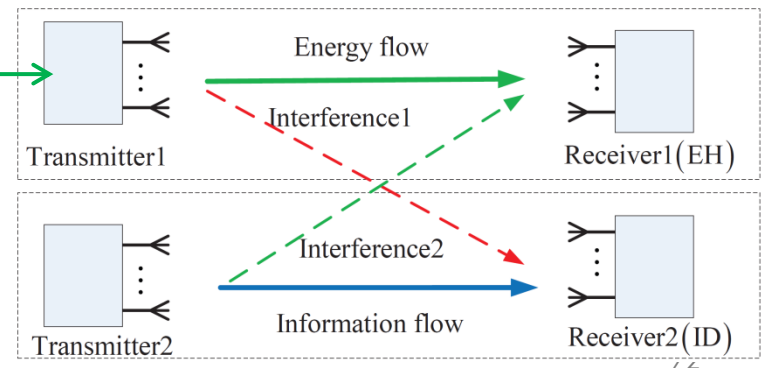 Energy flow
Interference1
Transmitter1
Receiver1(EH)
Interference2
Information flow
Transmitter2
Receiver2(ID)